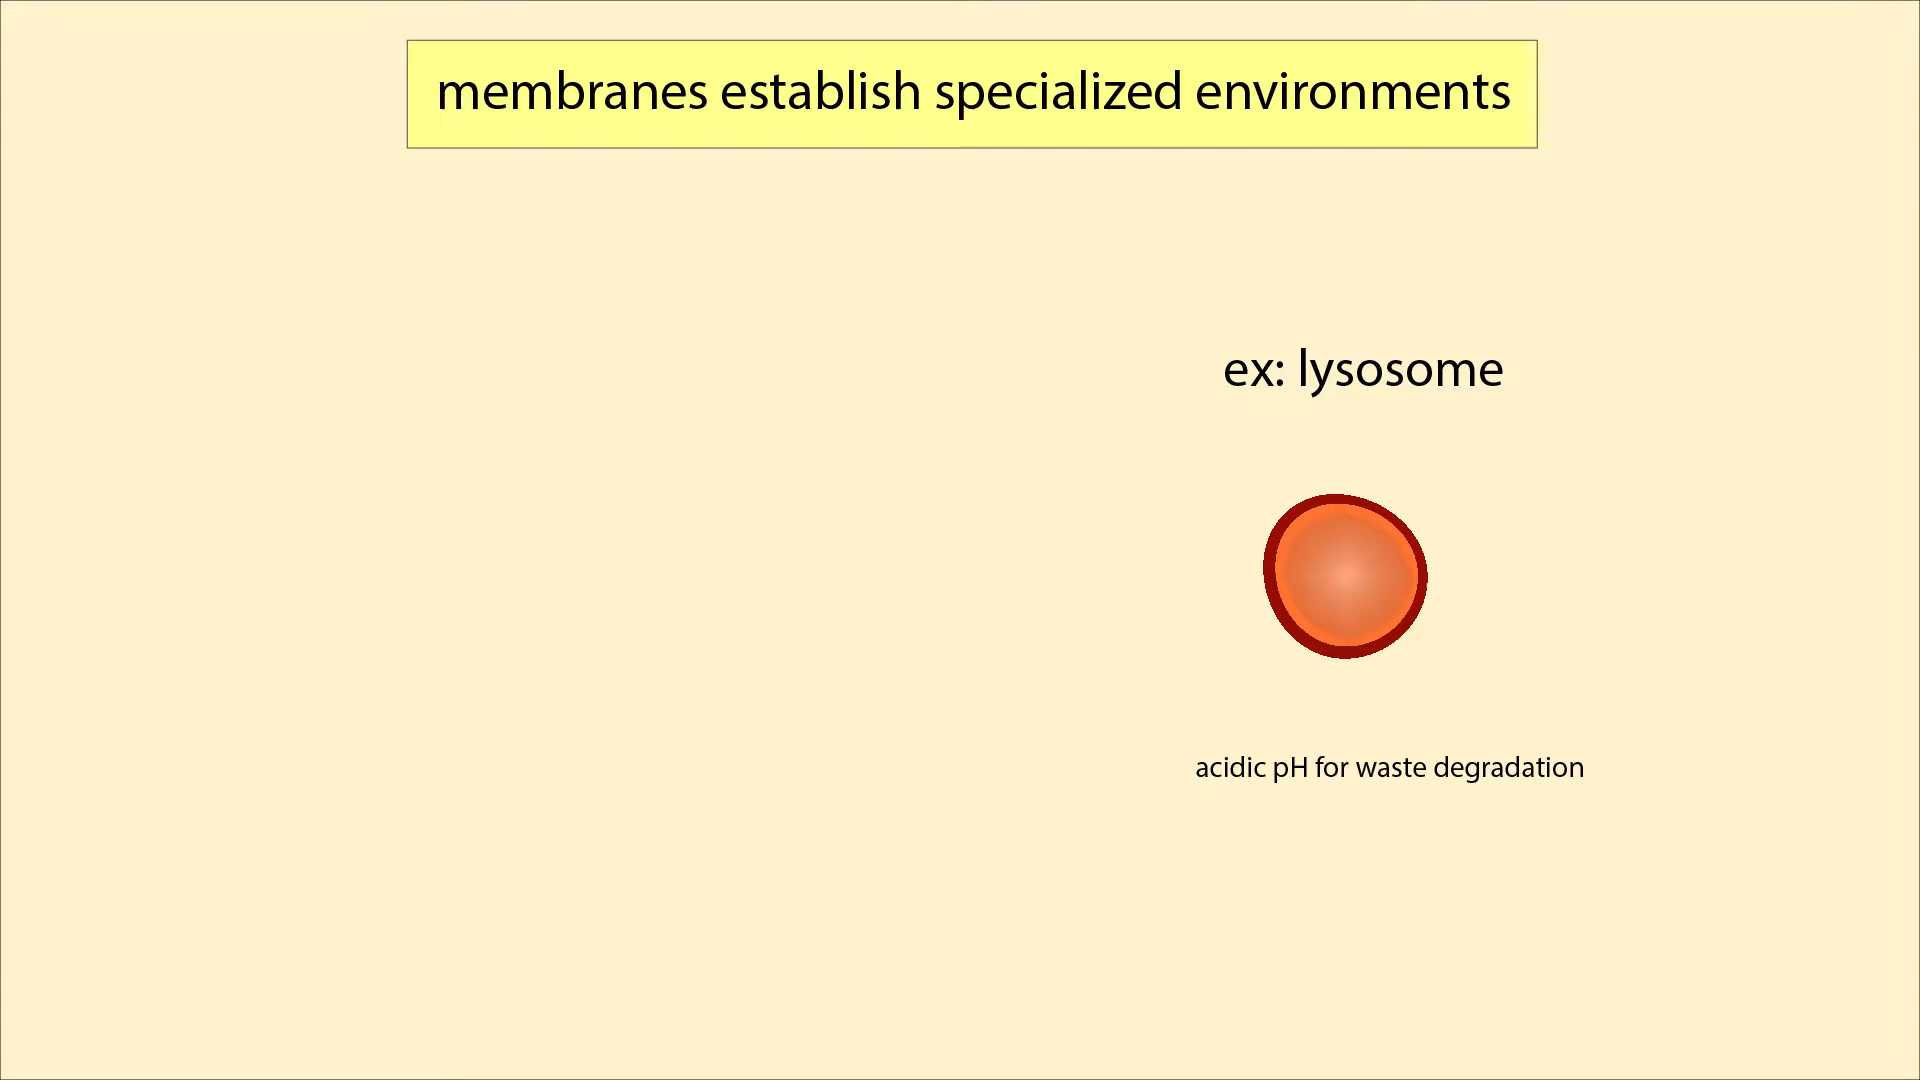 membranes establish specialized environments
ex: lysosome
acidic pH for waste degradation